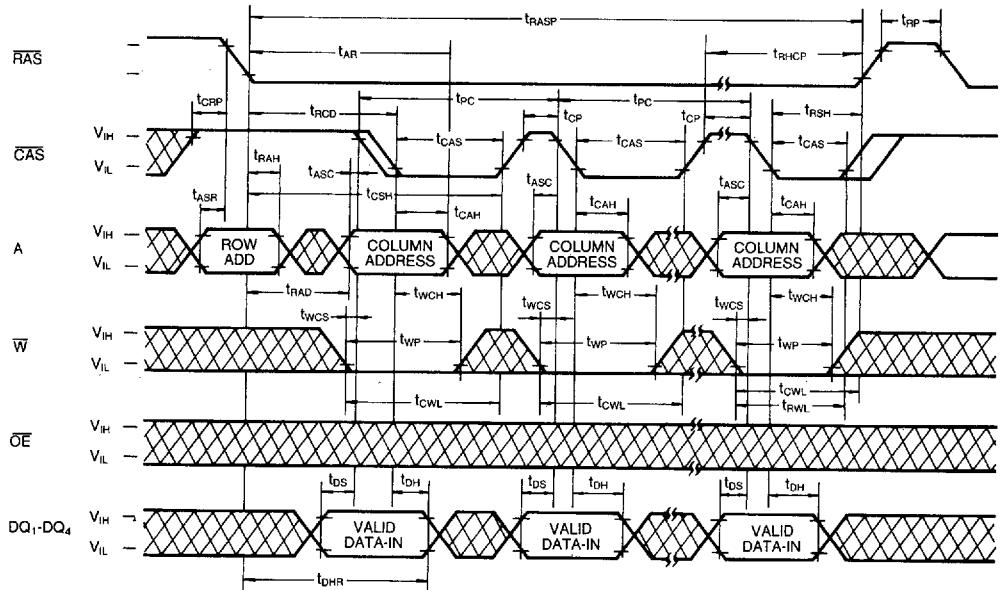 tRASP
tRP
RAS
tAR
tRHCP
tCRP
tRCD
tPC
tPC
tCP
tCP
tRSH
CAS
VIH
VIL
tCAS
tCAS
tCAS
tRAH
tASC
tCSH
tASC
tASC
tASR
tCAH
tCAH
tCAH
A
VIH
VIL
ROW
ADD
COLUMN
ADDRESS
COLUMN
ADDRESS
COLUMN
ADDRESS
tRAD
tWCH
tWCH
tWCH
tWCS
tWCS
tWCS
W
VIH
VIL
tWP
tWP
tWP
tCWL
tCWL
tCWL
tRWL
OE
VIH
VIL
tDS
tDH
tDS
tDH
tDS
tDH
DQ1-DQ4
VIH
VIL
VALID
DATA-IN
VALID
DATA-IN
VALID
DATA-IN
tDHR